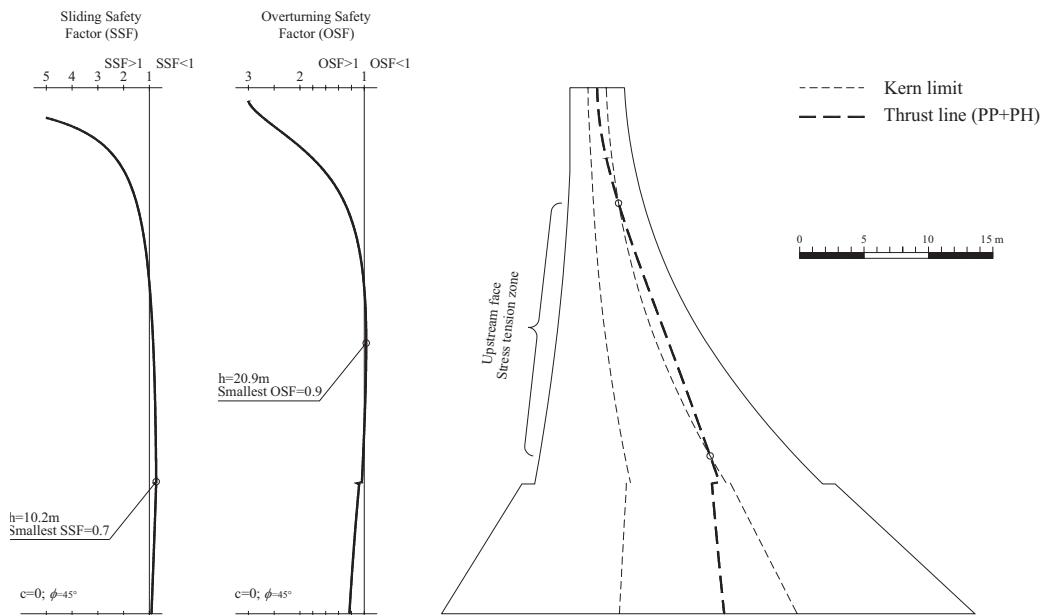 Sliding Safety
Factor (SSF)
SSF>1 SSF<1
5 4 3 2 1
h=10.2m
Smallest SSF=0.7
c=0; ϕ=45°
Overturning Safety
Factor (OSF)
OSF>1 OSF<1
3 2 1
h=20.9m
Smallest OSF=0.9
c=0; ϕ=45°
Upstream face
Stress tension zone
Kern limit
Thrust line (PP+PH)
0 5 10 15 m